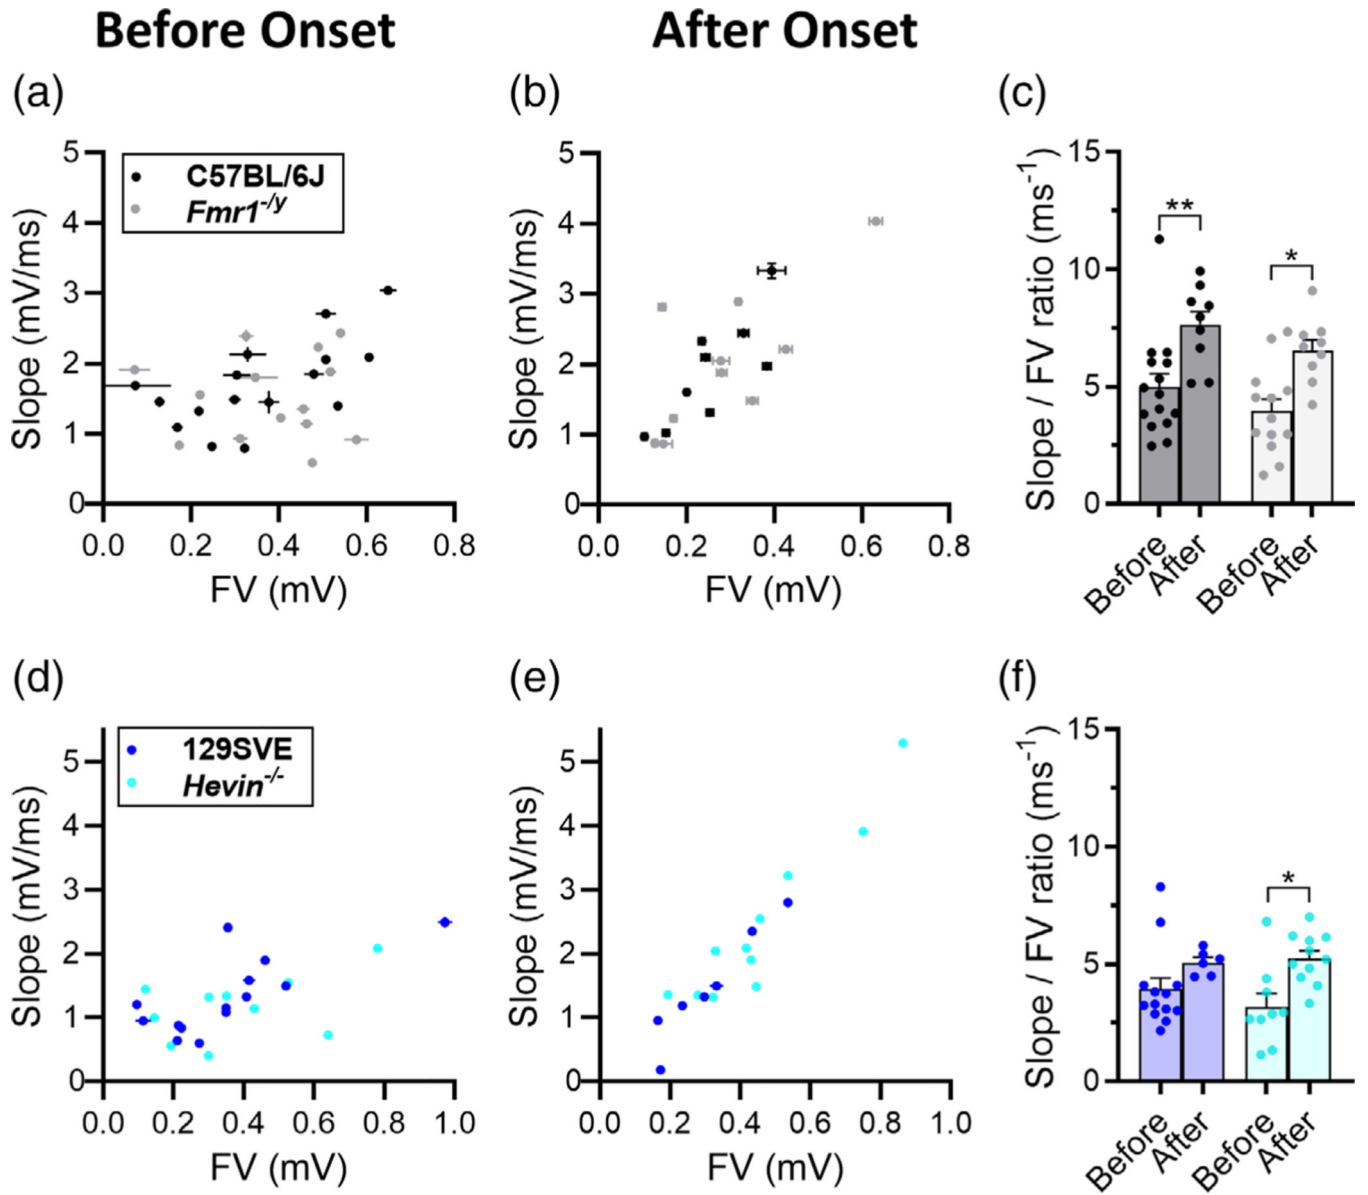 Before Onset
After Onset
(a)
(b)
(c)
5
4
3
2
1
0
Slope (mV/ms)
C57BL/6J
Fmr1-/y
0.0 0.2 0.4 0.6 0.8
FV (mV)
5
4
3
2
1
0
Slope (mV/ms)
0.0 0.2 0.4 0.6 0.8
FV (mV)
15
10
5
0
Slope / FV ratio (ms-1)
**
*
Before
After
Before
After
(d)
(e)
(f)
5
4
3
2
1
0
Slope (mV/ms)
129SVE
Hevin-/-
0.0 0.2 0.4 0.6 0.8 1.0
FV (mV)
5
4
3
2
1
0
Slope (mV/ms)
0.0 0.2 0.4 0.6 0.8 1.0
FV (mV)
15
10
5
0
Slope / FV ratio (ms-1)
*
Before
After
Before
After